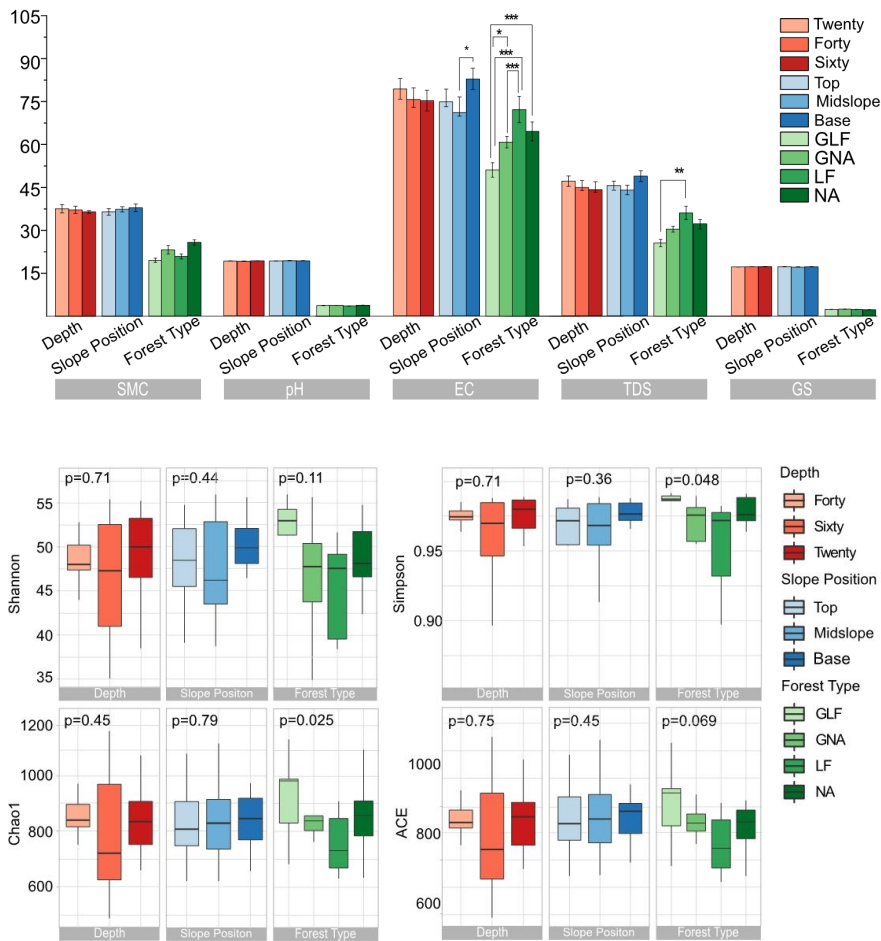 105
90
75
60
45
30
15
***
* ***
* ***
**
Twenty
Forty
Sixty
Top
Midslope
Base
GLF
GNA
LF
NA
Depth Slope Position Forest Type Depth Slope Position Forest Type Depth Slope Position Forest Type Depth Slope Position Forest Type Depth Slope Position Forest Type
SMC pH EC TDS GS
p=0.71 p=0.44 p=0.11
Shannon
55
50
45
40
35
Depth Slope Positon Forest Type
p=0.71 p=0.36 p=0.048
Simpson
0.95
0.90
Depth Slope Positon Forest Type
p=0.45 p=0.79 p=0.025
Chao1
1200
1000
800
600
Depth Slope Positon Forest Type
p=0.75 p=0.45 p=0.069
ACE
1000
800
600
Depth Slope Positon Forest Type
Depth
Forty
Sixty
Twenty
Slope Position
Top
Midslope
Base
Forest Type
GLF
GNA
LF
NA